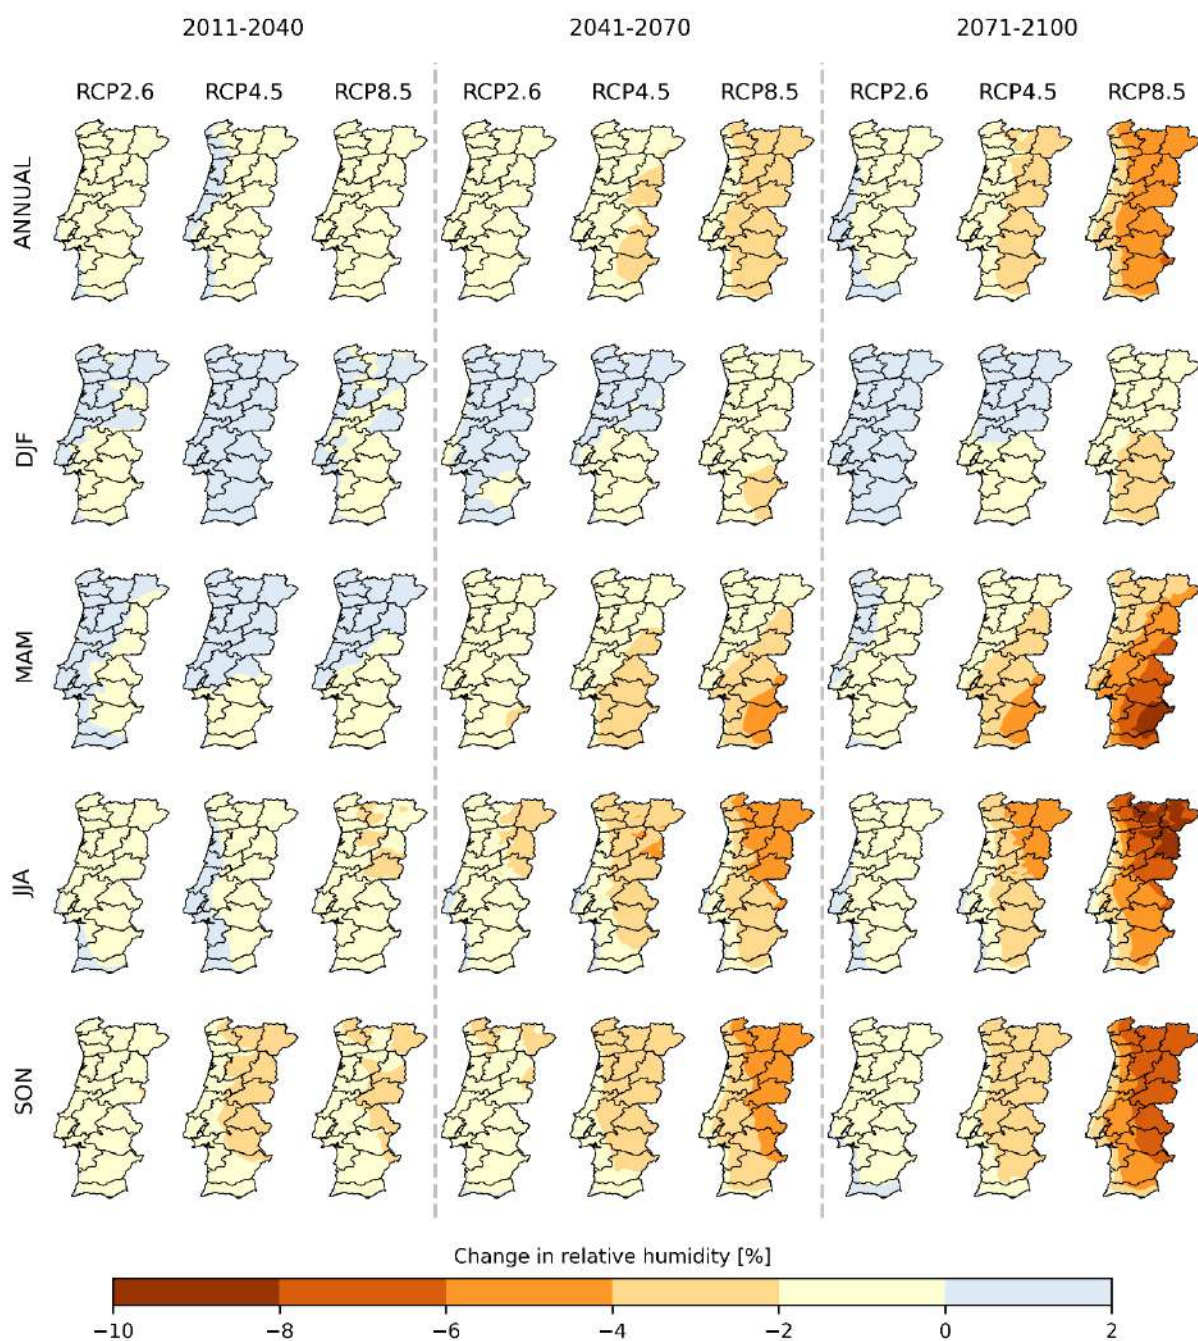 2011-2040 2041-2070 2071-2100
RCP2.6 RCP4.5 RCP8.5 RCP2.6 RCP4.5 RCP8.5 RCP2.6 RCP4.5 RCP8.5
ANNUAL
DJF
MAM
JJA
SON
Change in relative humidity [%]
−10 −8 −6 −4 −2 0 2